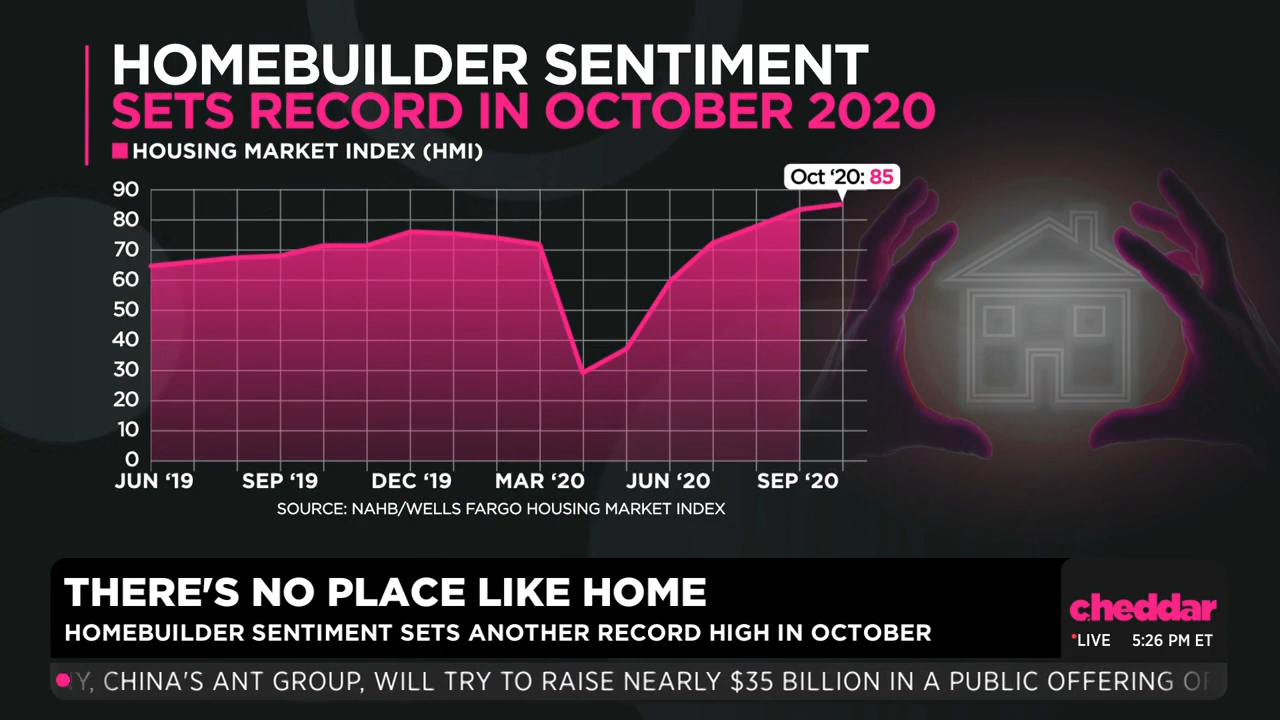 HOMEBUILDER SENTIMENT
SETS RECORD IN OCTOBER 2020
HOUSING MARKET INDEX (HMI)
Oct ‘20: 85
90
80
70
60
50
40
30
20
10
0
JUN ‘19 SEP ‘19 DEC ‘19 MAR ‘20 JUN ‘20 SEP ‘20
SOURCE: NAHB/WELLS FARGO HOUSING MARKET INDEX
THERE'S NO PLACE LIKE HOME
HOMEBUILDER SENTIMENT SETS ANOTHER RECORD HIGH IN OCTOBER
cheddar
LIVE 5:26 PM ET
CHINA'S ANT GROUP, WILL TRY TO RAISE NEARLY $35 BILLION IN A PUBLIC OFFERING